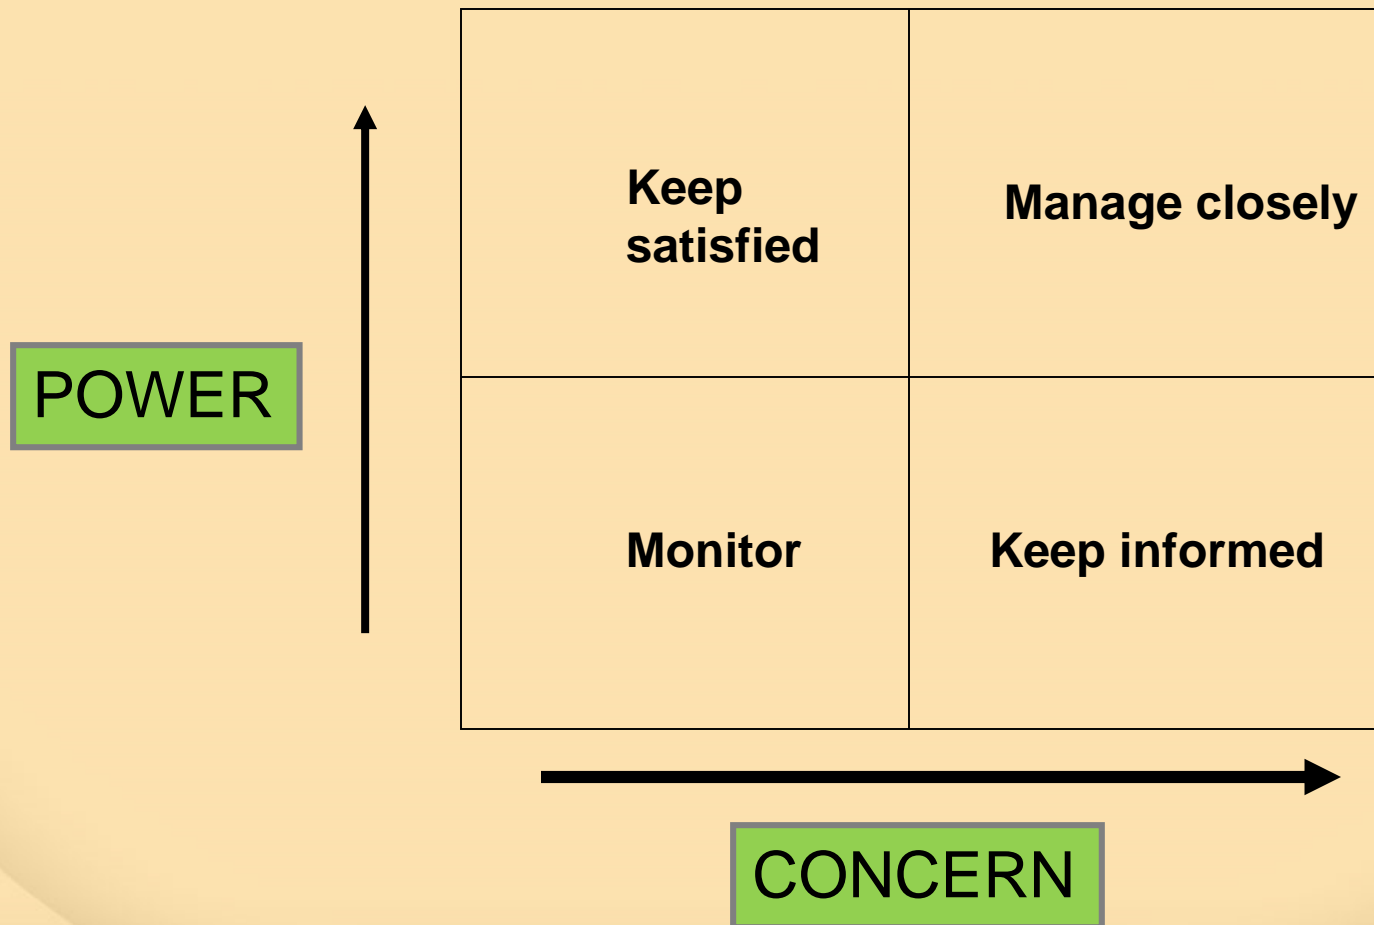 Keep
satisfied
Manage closely
POWER
Monitor
Keep informed
CONCERN